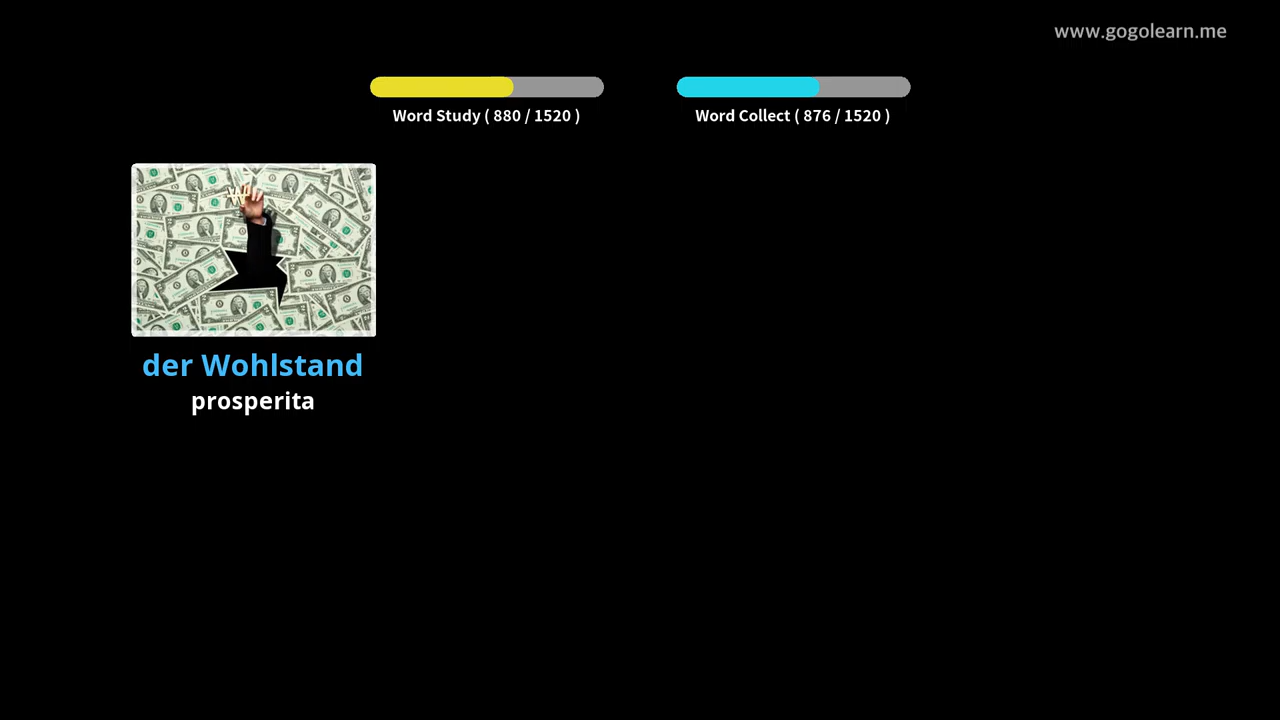 www.gogolearn.me
Word Study ( 880 / 1520 )
Word Collect ( 876 / 1520 )
der Wohlstand
prosperita